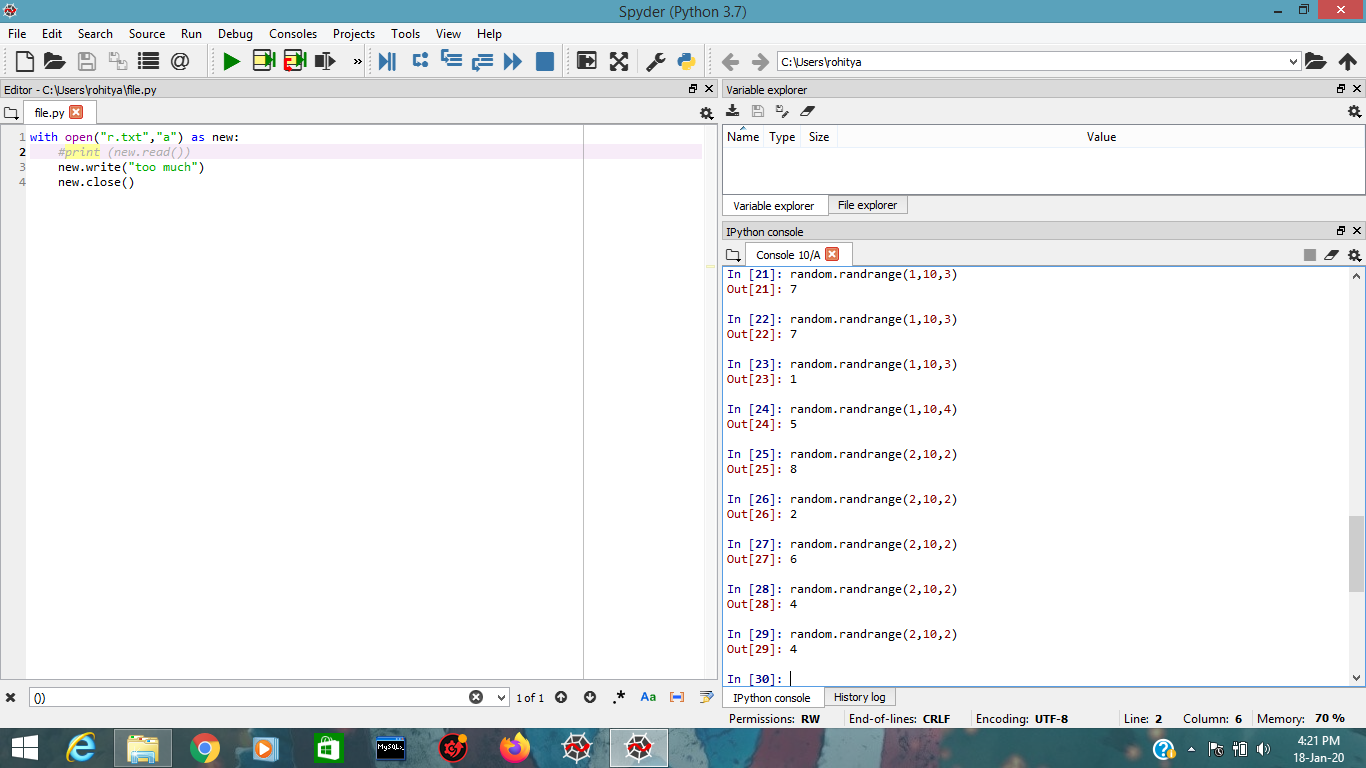 Spyder (Python 3.7)
File Edit Search Source Run Debug Consoles Projects Tools View Help
C:\Users\rohitya
Editor - C:\Users\rohitya\file.py
file.py
1 with open("r.txt","a") as new:
2 #print (new.read())
3 new.write("too much")
4 new.close()
())
1 of 1
Aa
Variable explorer
Name Type Size Value
Variable explorer File explorer
IPython console
Console 10/A
In [21]: random.randrange(1,10,3)
Out[21]: 7
In [22]: random.randrange(1,10,3)
Out[22]: 7
In [23]: random.randrange(1,10,3)
Out[23]: 1
In [24]: random.randrange(1,10,4)
Out[24]: 5
In [25]: random.randrange(2,10,2)
Out[25]: 8
In [26]: random.randrange(2,10,2)
Out[26]: 2
In [27]: random.randrange(2,10,2)
Out[27]: 6
In [28]: random.randrange(2,10,2)
Out[28]: 4
In [29]: random.randrange(2,10,2)
Out[29]: 4
In [30]:
IPython console History log
Permissions: RW End-of-lines: CRLF Encoding: UTF-8 Line: 2 Column: 6 Memory: 70 %
MySQL
4:21 PM
18-Jan-20